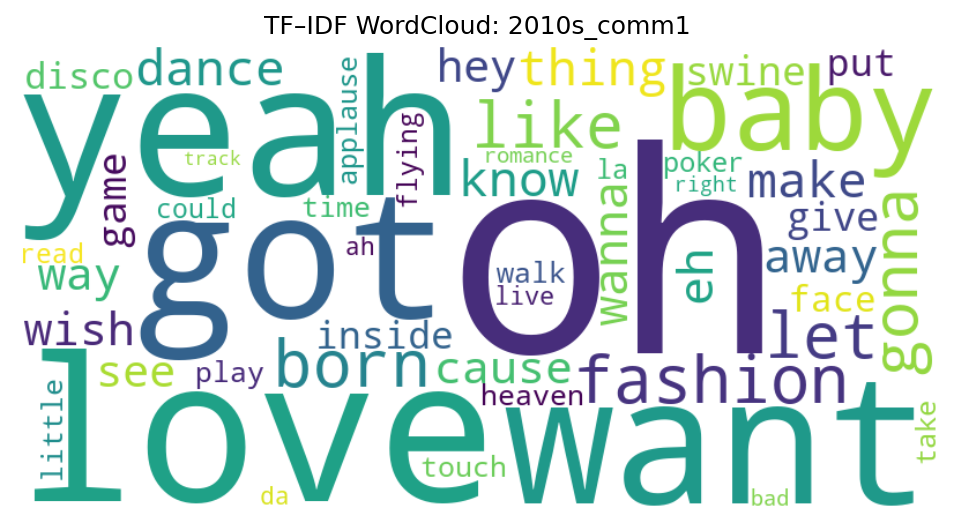 TF–IDF WordCloud: 2010s_comm1
disco
dance
applause
hey
thing
swine
put
yeah
like
baby
track
flying
romance
know
la
poker
right
make
game
could
time
wanna
give
gonna
read
way
got
ah
oh
walk
live
eh
away
face
wish
inside
let
see
play
born
cause
heaven
fashion
little
love
want
touch
take
da
bad